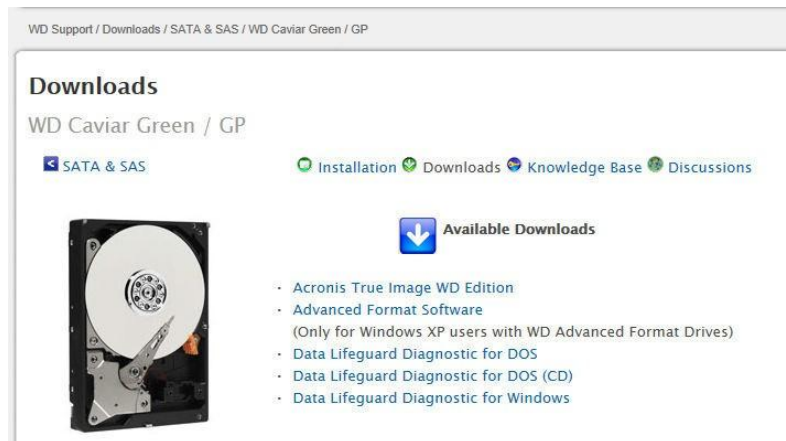 WD Support / Downloads / SATA & SAS / WD Caviar Green / GP
Downloads
WD Caviar Green / GP
SATA & SAS
Installation Downloads Knowledge Base Discussions
Available Downloads
· Acronis True Image WD Edition
· Advanced Format Software
(Only for Windows XP users with WD Advanced Format Drives)
· Data Lifeguard Diagnostic for DOS
· Data Lifeguard Diagnostic for DOS (CD)
· Data Lifeguard Diagnostic for Windows